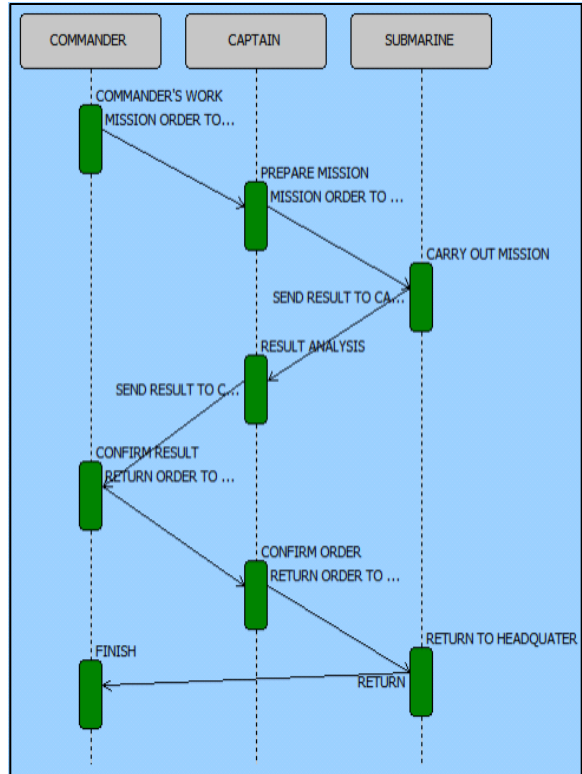 COMMANDER
CAPTAIN
SUBMARINE
COMMANDER'S WORK
MISSION ORDER TO...
PREPARE MISSION
MISSION ORDER TO ...
CARRY OUT MISSION
SEND RESULT TO CA...
RESULT ANALYSIS
SEND RESULT TO C...
CONFIRM RESULT
RETURN ORDER TO ...
CONFIRM ORDER
RETURN ORDER TO ...
RETURN TO HEADQUATER
FINISH
RETURN